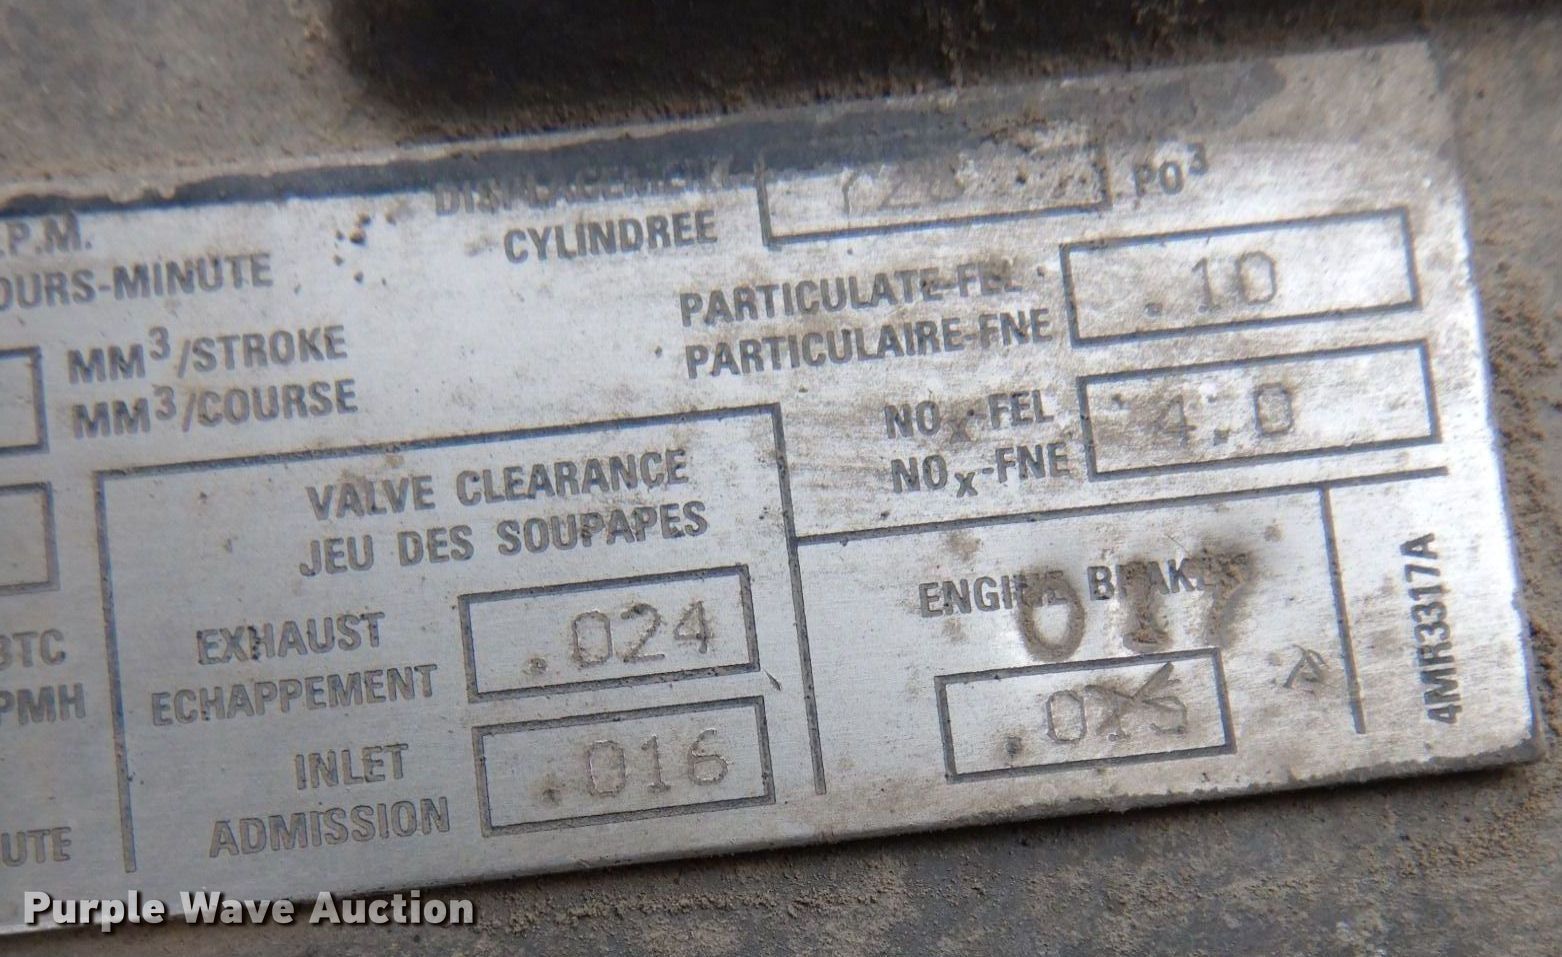 .P.M.
OURS-MINUTE
MM³/STROKE
MM³/COURSE
DISPLACEMENT
CYLINDREE
PO³
PARTICULATE-FEL
PARTICULAIRE-FNE
.10
NOx-FEL
NOx-FNE
4.0
VALVE CLEARANCE
JEU DES SOUPAPES
EXHAUST
ECHAPPEMENT
.024
INLET
ADMISSION
.016
ENGINE BRAKE
017
4MR3317A
BTC
PMH
UTE
Purple Wave Auction